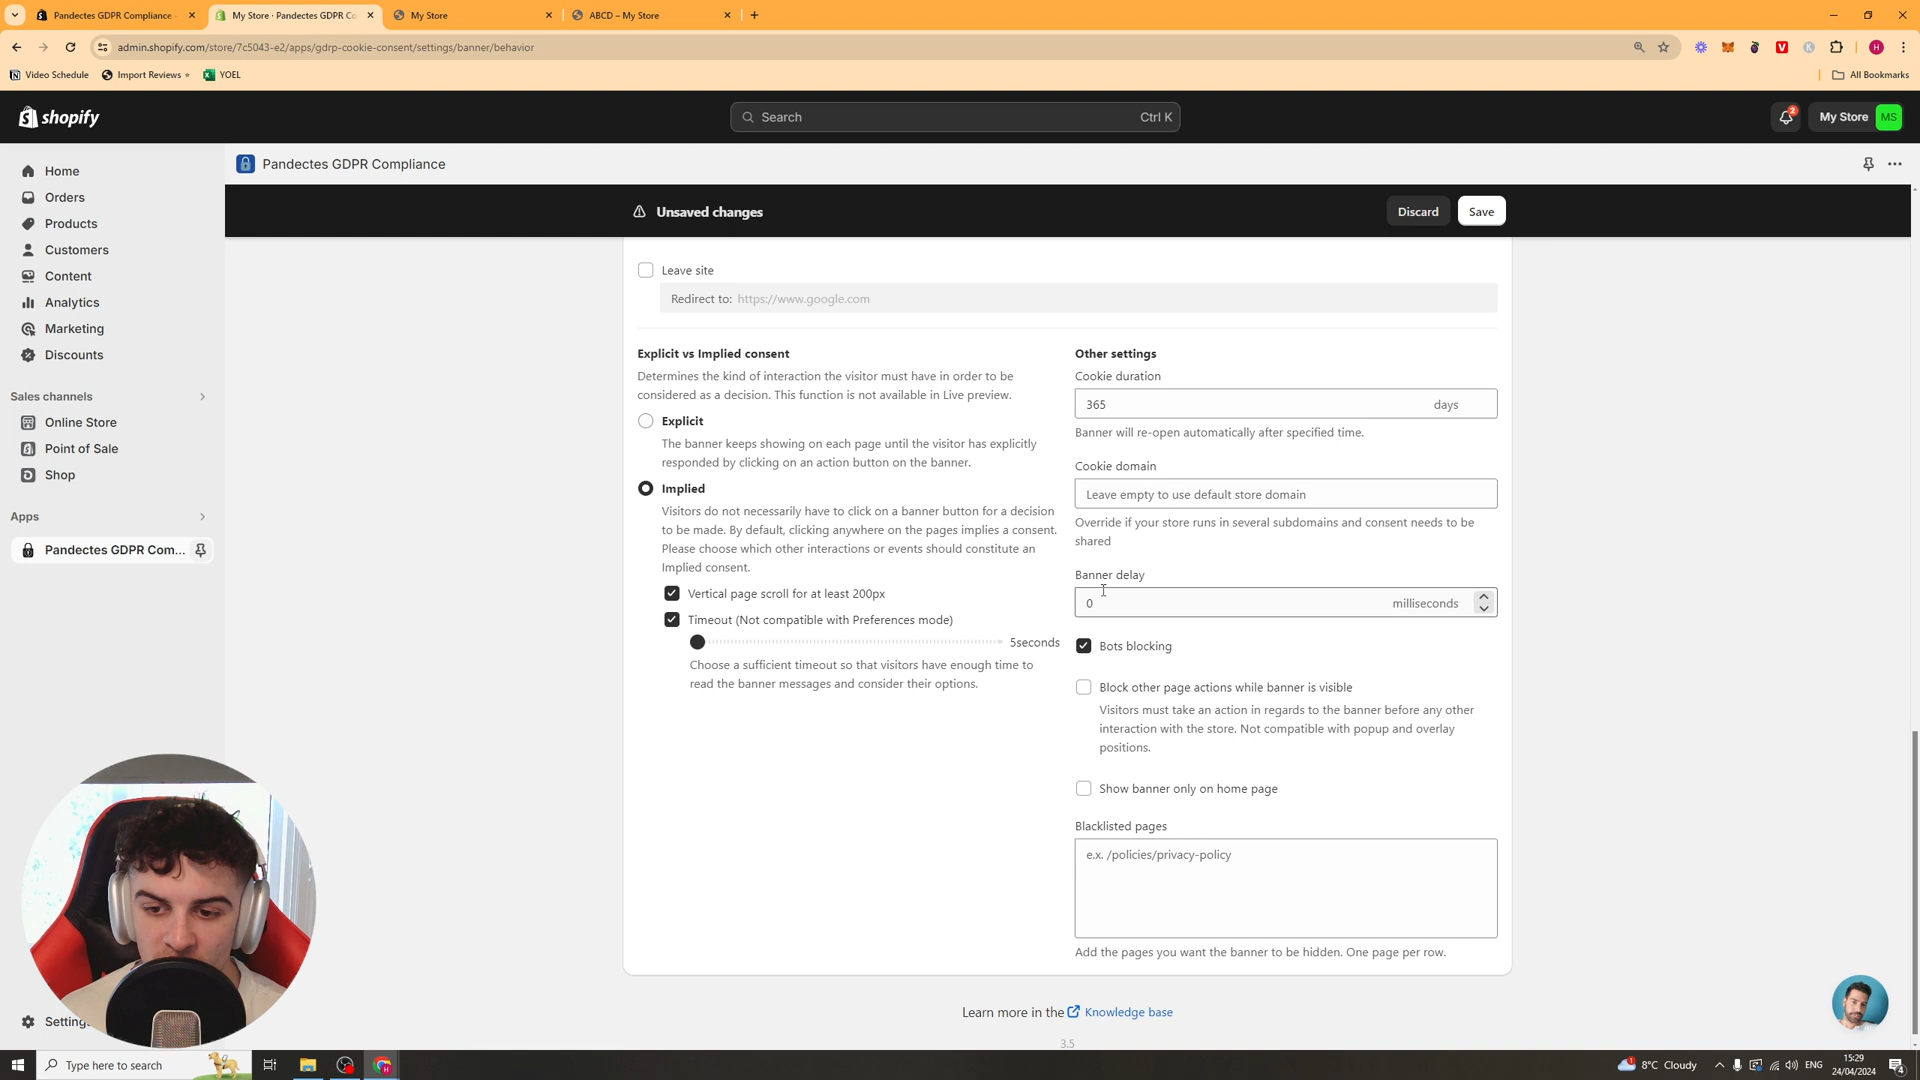 Pandectes GDPR Compliance
My Store · Pandectes GDPR Co
My Store
ABCD – My Store
admin.shopify.com/store/7c5043-e2/apps/gdrp-cookie-consent/settings/banner/behavior
Video Schedule
Import Reviews »
YOEL
All Bookmarks
shopify
Search
Ctrl K
2
My Store
MS
Home
Orders
Products
Customers
Content
Analytics
Marketing
Discounts
Sales channels
Online Store
Point of Sale
Shop
Apps
Pandectes GDPR Com...
Settings
Pandectes GDPR Compliance
Unsaved changes
Discard
Save
Leave site
Redirect to: https://www.google.com
Explicit vs Implied consent
Determines the kind of interaction the visitor must have in order to be
considered as a decision. This function is not available in Live preview.
Explicit
The banner keeps showing on each page until the visitor has explicitly
responded by clicking on an action button on the banner.
Implied
Visitors do not necessarily have to click on a banner button for a decision
to be made. By default, clicking anywhere on the pages implies a consent.
Please choose which other interactions or events should constitute an
Implied consent.
Vertical page scroll for at least 200px
Timeout (Not compatible with Preferences mode)
5seconds
Choose a sufficient timeout so that visitors have enough time to
read the banner messages and consider their options.
Other settings
Cookie duration
365 days
Banner will re-open automatically after specified time.
Cookie domain
Leave empty to use default store domain
Override if your store runs in several subdomains and consent needs to be
shared
Banner delay
0 milliseconds
Bots blocking
Block other page actions while banner is visible
Visitors must take an action in regards to the banner before any other
interaction with the store. Not compatible with popup and overlay
positions.
Show banner only on home page
Blacklisted pages
e.x. /policies/privacy-policy
Add the pages you want the banner to be hidden. One page per row.
Learn more in the Knowledge base
3.5
Type here to search
1
8°C Cloudy
ENG
15:29
24/04/2024
4